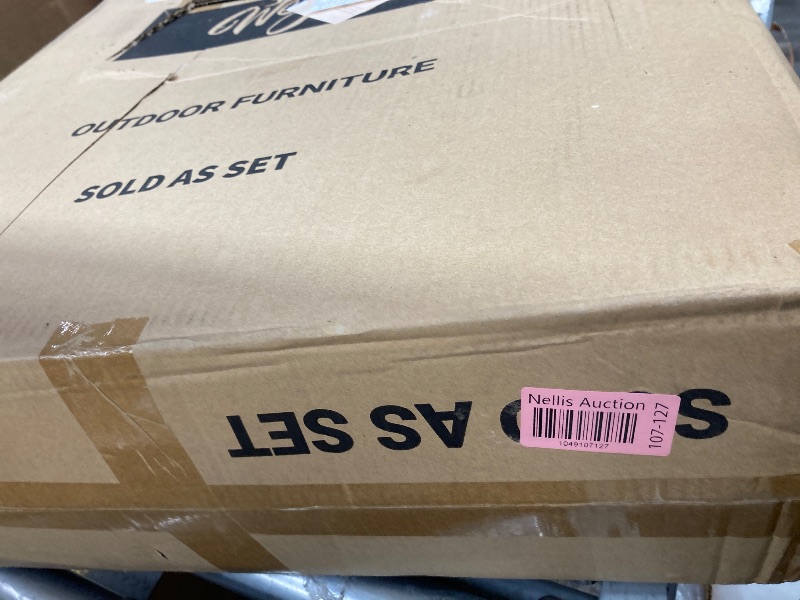 OUTDOOR FURNITURE
SOLD AS SET
AS SET
Nellis Auction
1049107127
107-127